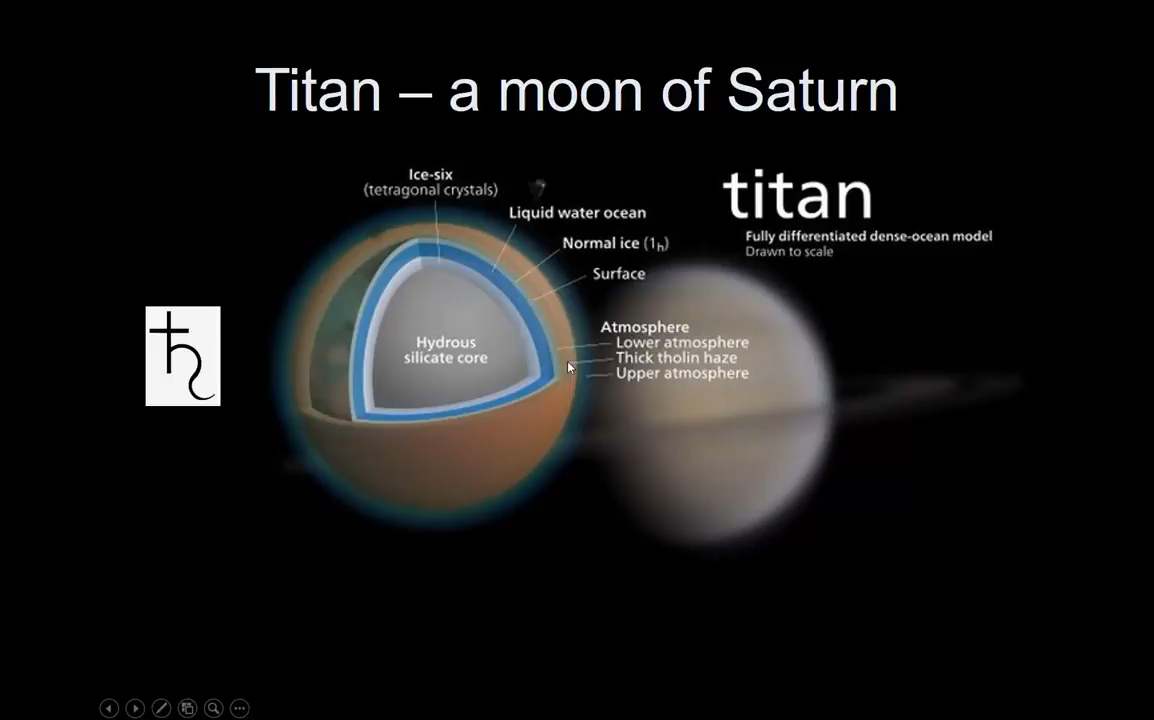 Titan – a moon of Saturn
Ice-six
(tetragonal crystals)
Liquid water ocean
Normal ice (1h)
Surface
titan
Fully differentiated dense-ocean model
Drawn to scale
Atmosphere
Lower atmosphere
Thick tholin haze
Upper atmosphere
Hydrous
silicate core
♄